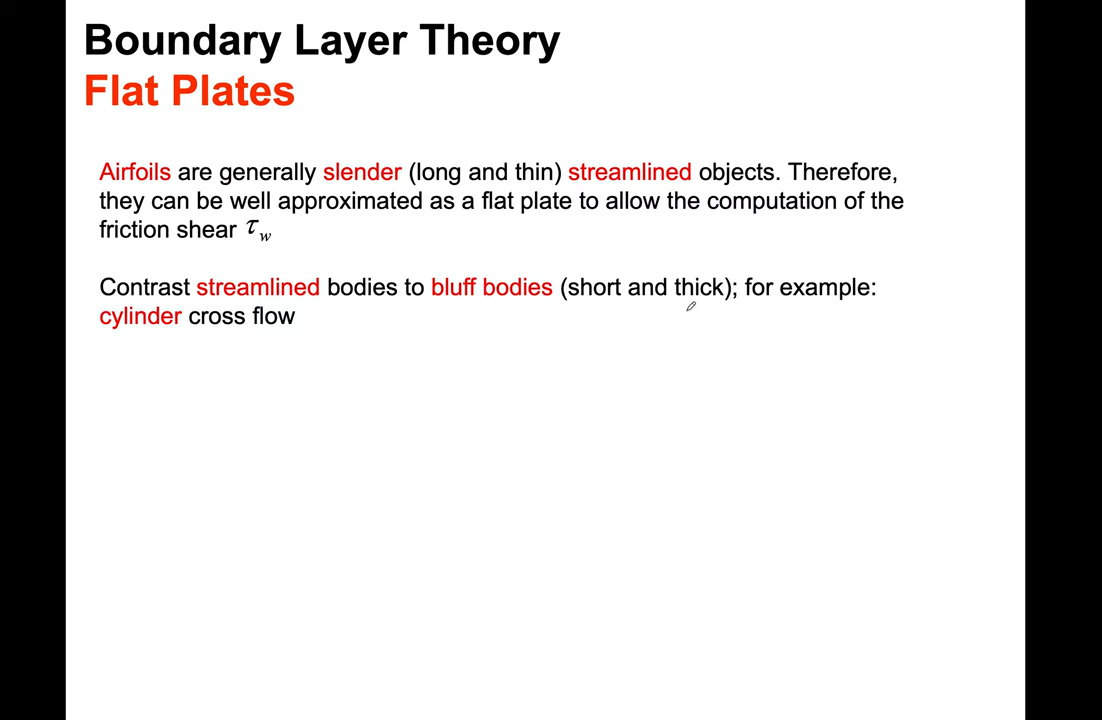 Boundary Layer Theory
Flat Plates
Airfoils are generally slender (long and thin) streamlined objects. Therefore,
they can be well approximated as a flat plate to allow the computation of the
friction shear τw
Contrast streamlined bodies to bluff bodies (short and thick); for example:
cylinder cross flow